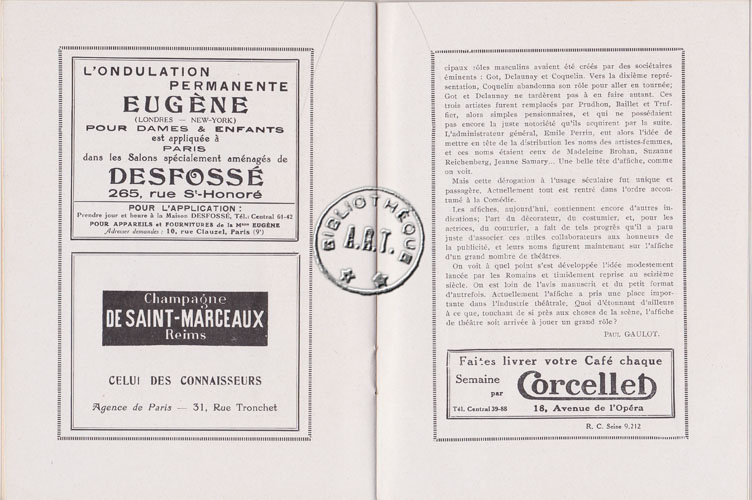 L'ONDULATION
PERMANENTE
EUGÈNE
(LONDRES — NEW-YORK)
POUR DAMES & ENFANTS
est appliquée à
PARIS
dans les Salons spécialement aménagés de
DESFOSSÉ
265, rue St-Honoré
POUR L'APPLICATION :
Prendre jour et heure à la Maison DESFOSSÉ, Tél.: Central 61-42
POUR APPAREILS et FOURNITURES de la Mson EUGÈNE
Adresser demandes : 10, rue Clauzel, Paris (9e)
Champagne
DE SAINT-MARCEAUX
Reims
CELUI DES CONNAISSEURS
Agence de Paris — 31, Rue Tronchet
BIBLIOTHÈQUE
A.R.T.
cipaux rôles masculins avaient été créés par des sociétaires
éminents : Got, Delaunay et Coquelin. Vers la dixième repré-
sentation, Coquelin abandonna son rôle pour aller en tournée;
Got et Delaunay ne tardèrent pas à en faire autant. Ces
trois artistes furent remplacés par Prudhon, Baillet et Truf-
fier, alors simples pensionnaires, et qui ne possédaient
pas encore la juste notoriété qu'ils acquirent par la suite.
L'administrateur général, Emile Perrin, eut alors l'idée de
mettre en tête de la distribution les noms des artistes-femmes,
et ces noms étaient ceux de Madeleine Brohan, Suzanne
Reichenberg, Jeanne Samary... Une belle tête d'affiche, comme
on voit.
Mais cette dérogation à l'usage séculaire fut unique et
passagère. Actuellement tout est rentré dans l'ordre accou-
tumé à la Comédie.
Les affiches, aujourd'hui, contiennent encore d'autres in-
dications; l'art du décorateur, du costumier, et, pour les
actrices, du couturier, a fait de tels progrès qu'il a paru
juste d'associer ces utiles collaborateurs aux honneurs de
la publicité, et leurs noms figurent maintenant sur l'affiche
d'un grand nombre de théâtres.
On voit à quel point s'est développée l'idée modestement
lancée par les Romains et timidement reprise au seizième
siècle. On est loin de l'avis manuscrit et du petit format
d'autrefois. Actuellement l'affiche a pris une place impor-
tante dans l'industrie théâtrale. Quoi d'étonnant d'ailleurs
à ce que, touchant de si près aux choses de la scène, l'affiche
de théâtre soit arrivée à jouer un grand rôle?
PAUL GAULOT.
Faites livrer votre Café chaque
Semaine
par
Corcellet
Tél. Central 39-88
18, Avenue de l'Opéra
R. C. Seine 9.212